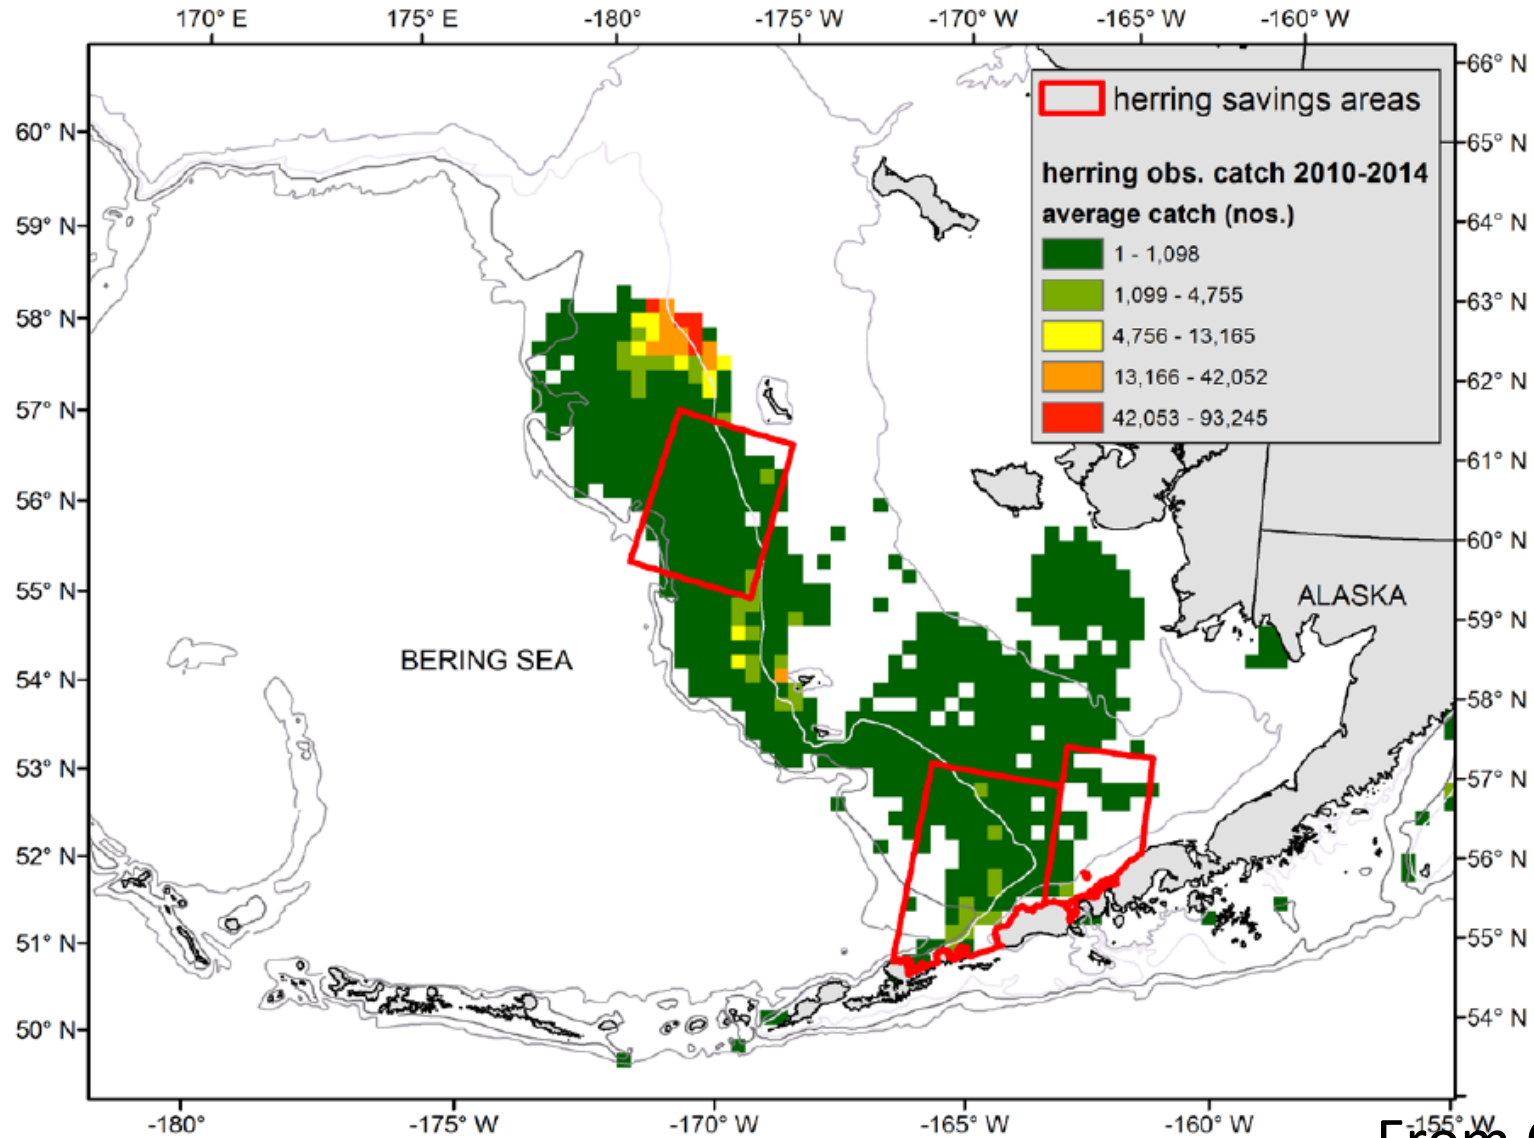 170° E 175° E -180° -175° W -170° W -165° W -160° W
66° N
herring savings areas
60° N
65° N
herring obs. catch 2010-2014
average catch (nos.)
59° N
64° N
1 - 1,098
1,099 - 4,755
63° N
58° N
4,756 - 13,165
13,166 - 42,052
62° N
57° N
42,053 - 93,245
61° N
56° N
60° N
55° N
ALASKA
59° N
BERING SEA
54° N
58° N
53° N
57° N
52° N
56° N
51° N
55° N
50° N
54° N
-180° -175° W -170° W -165° W -160° W -155° W
From